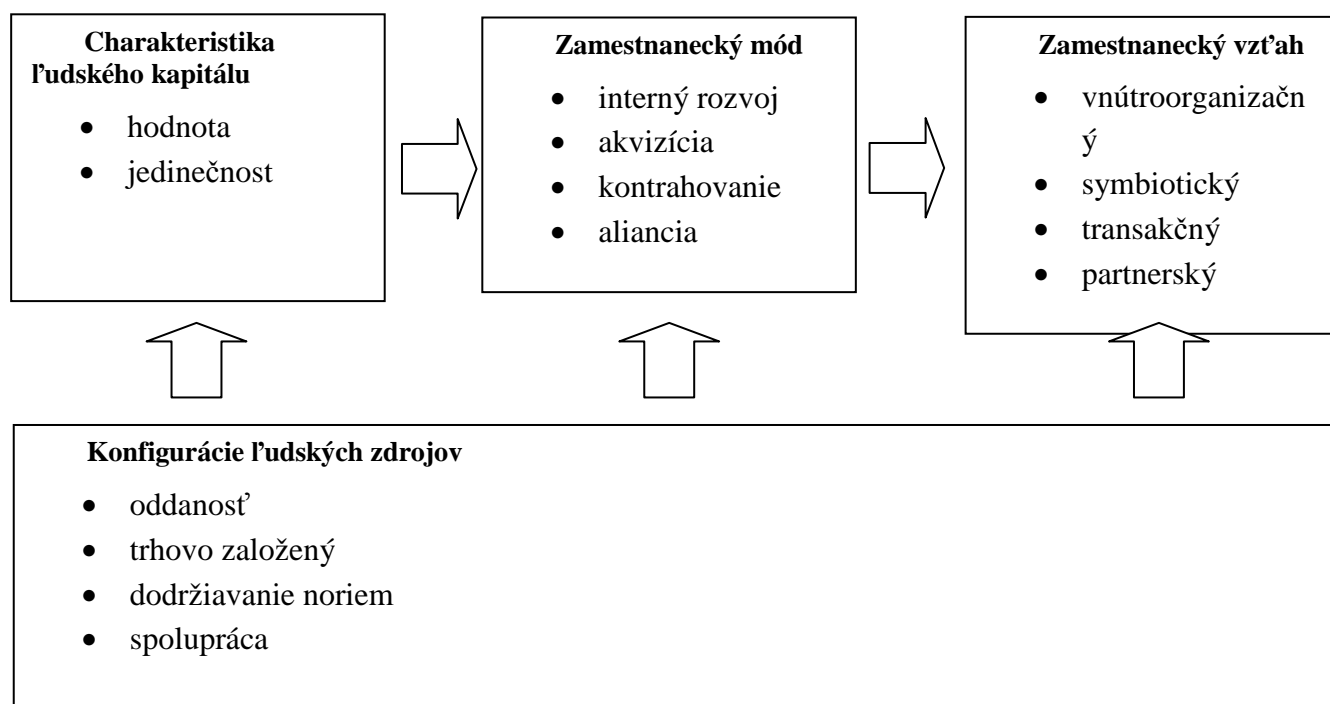 Charakteristika
ľudského kapitálu
• hodnota
• jedinečnost
Zamestnanecký mód
• interný rozvoj
• akvizícia
• kontrahovanie
• aliancia
Zamestnanecký vzťah
• vnútroorganizačn
ý
• symbiotický
• transakčný
• partnerský
Konfigurácie ľudských zdrojov
• oddanosť
• trhovo založený
• dodržiavanie noriem
• spolupráca